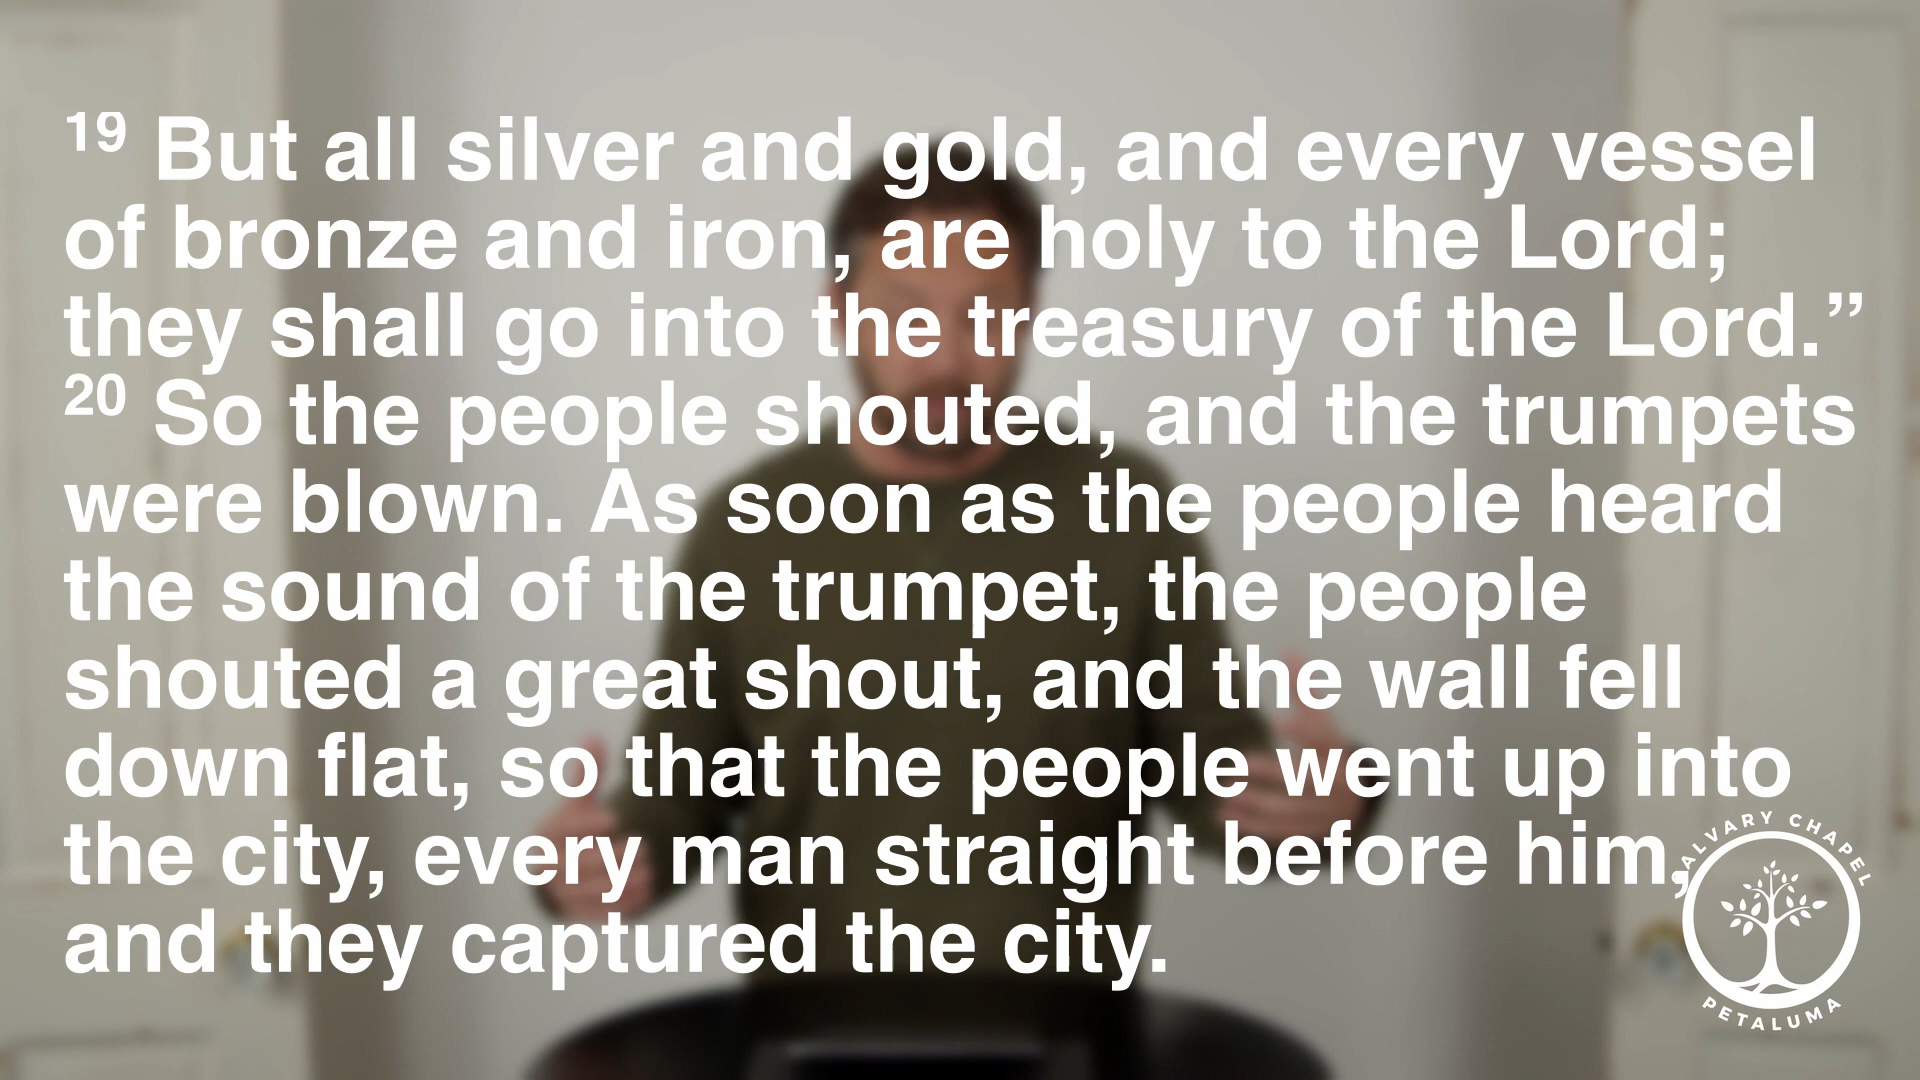 19 But all silver and gold, and every vessel
of bronze and iron, are holy to the Lord;
they shall go into the treasury of the Lord.”
20 So the people shouted, and the trumpets
were blown. As soon as the people heard
the sound of the trumpet, the people
shouted a great shout, and the wall fell
down flat, so that the people went up into
the city, every man straight before him,
and they captured the city.
CALVARY CHAPEL
PETALUMA